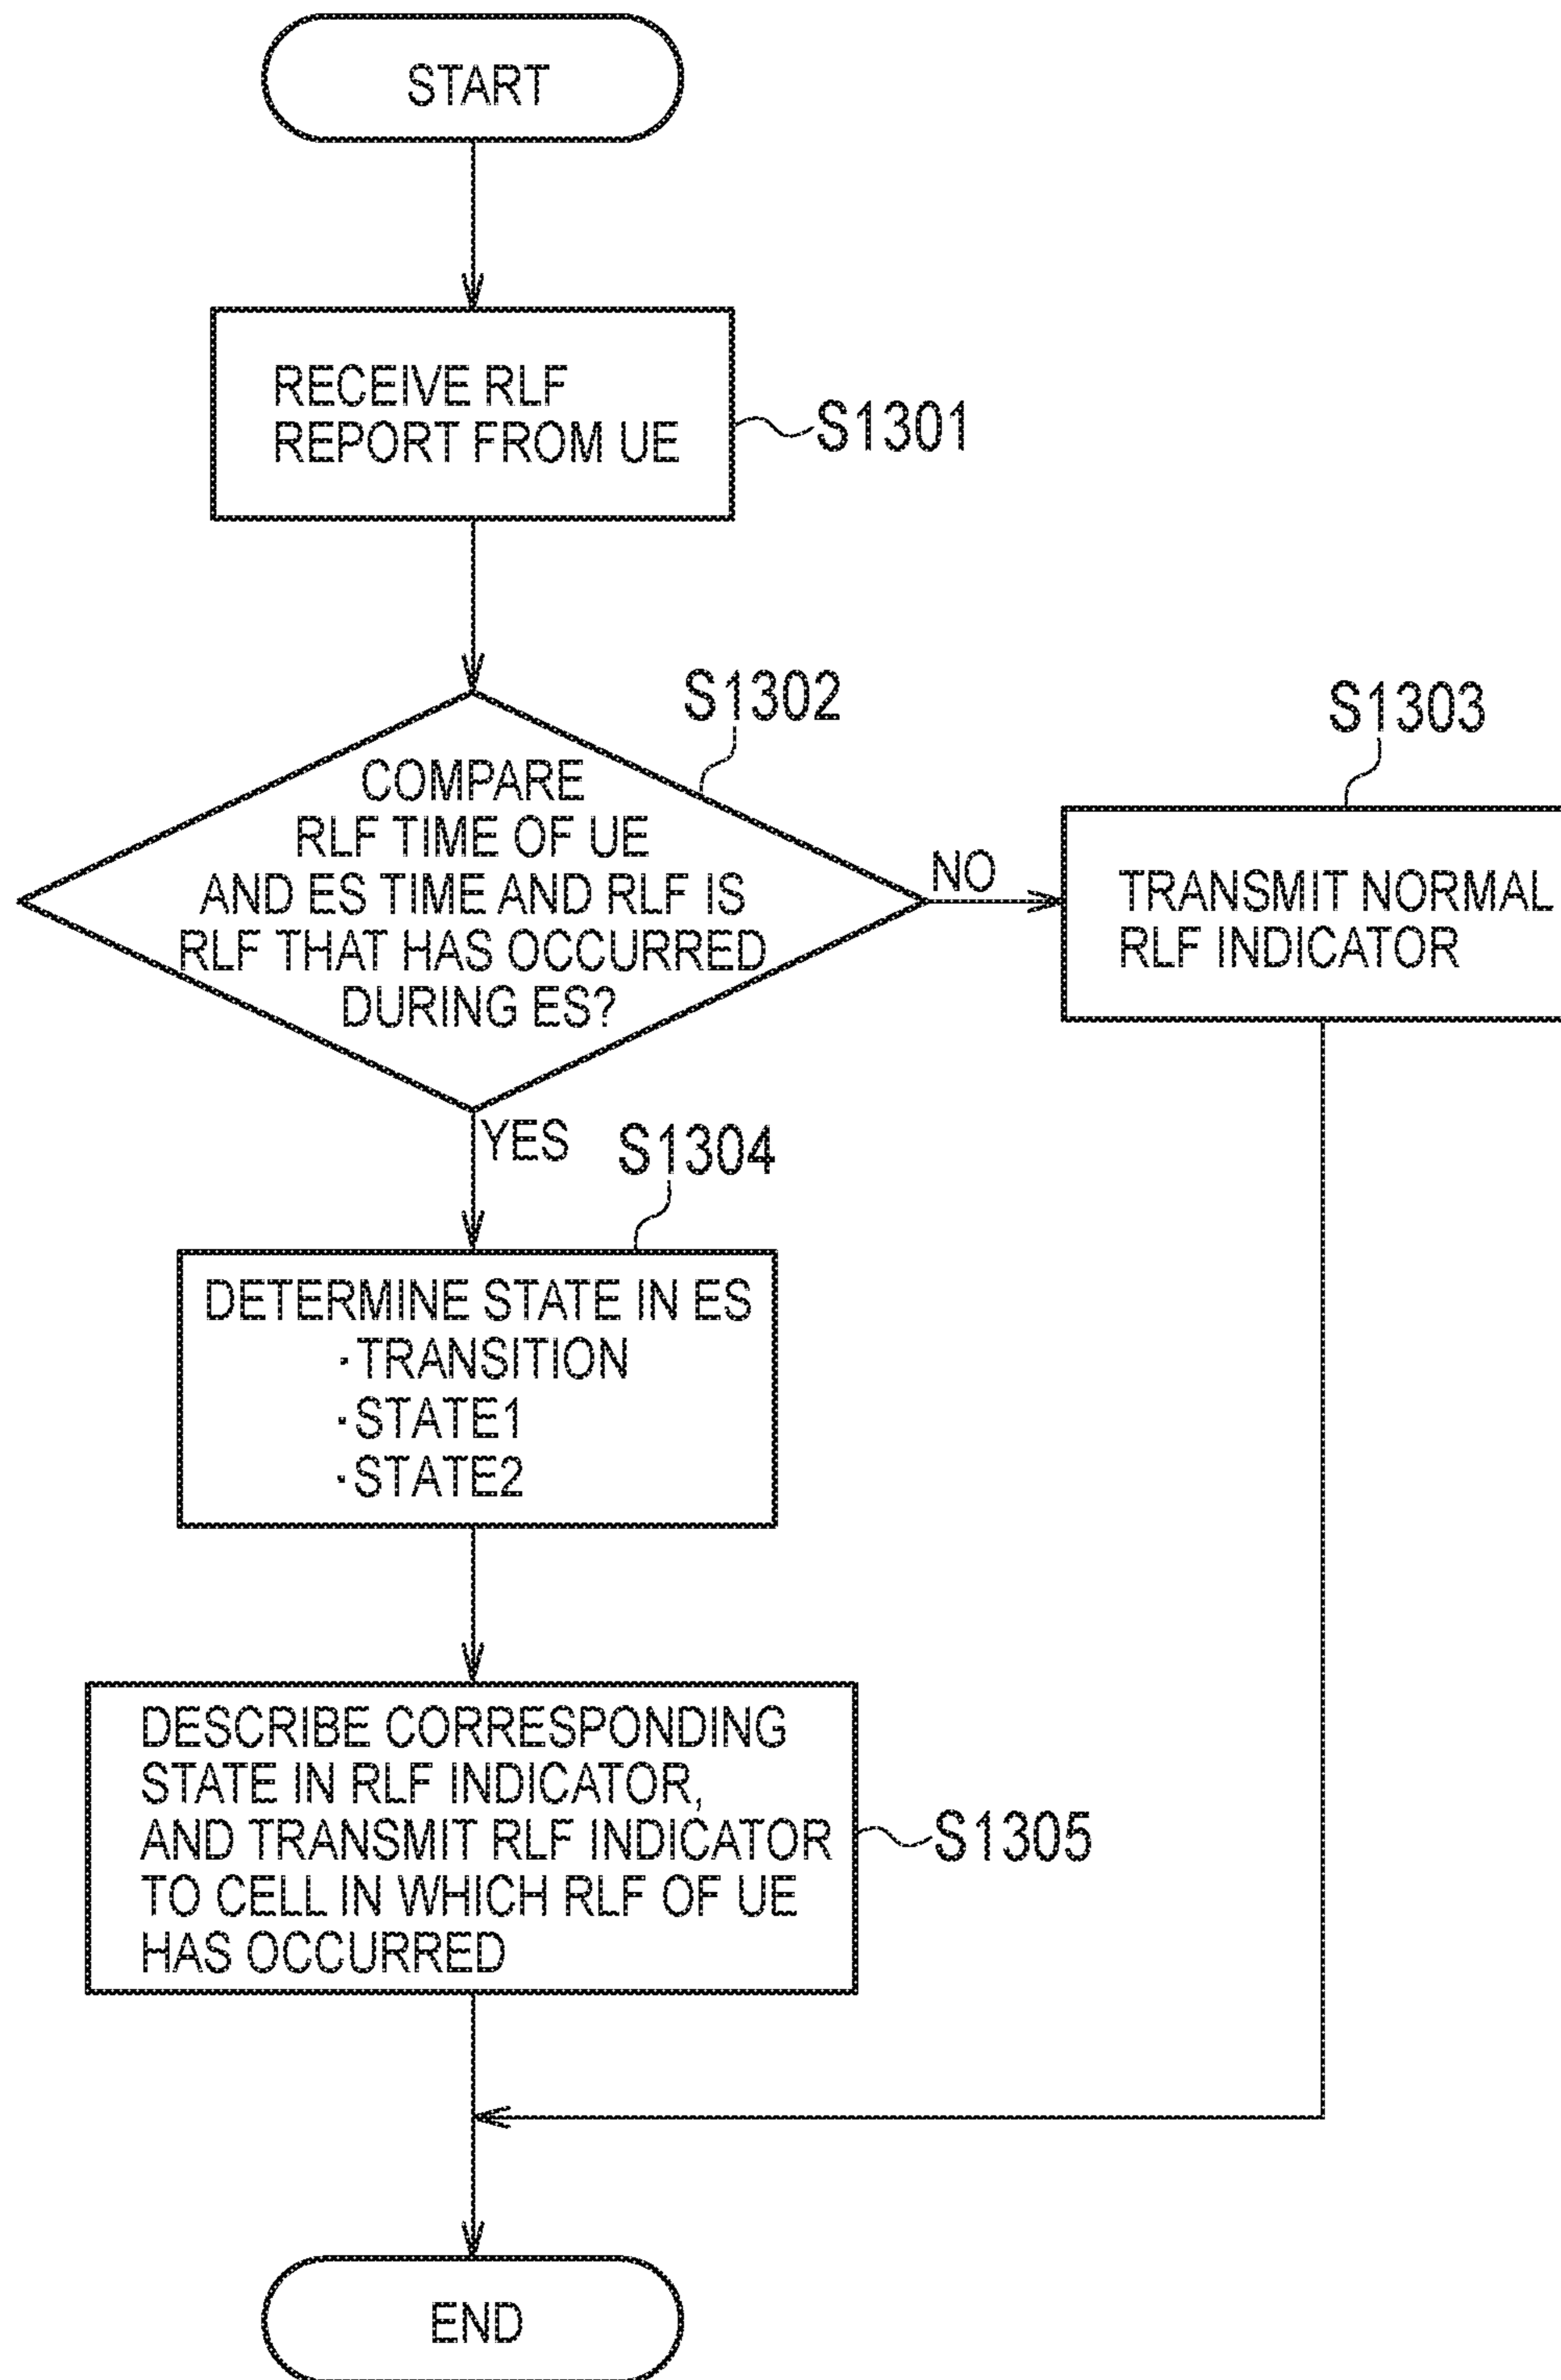 START
RECEIVE RLF
REPORT FROM UE
S1301
S1302
COMPARE
RLF TIME OF UE
AND ES TIME AND RLF IS
RLF THAT HAS OCCURRED
DURING ES?
NO
S1303
TRANSMIT NORMAL
RLF INDICATOR
YES
S1304
DETERMINE STATE IN ES
·TRANSITION
·STATE1
·STATE2
DESCRIBE CORRESPONDING
STATE IN RLF INDICATOR,
AND TRANSMIT RLF INDICATOR
TO CELL IN WHICH RLF OF UE
HAS OCCURRED
S1305
END